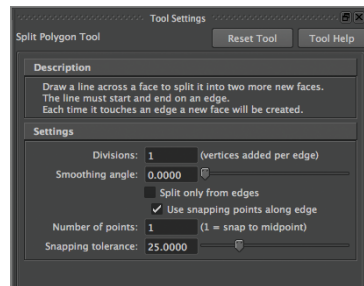 Tool Settings
Split Polygon Tool Reset Tool Tool Help
Description
Draw a line across a face to split it into two more new faces.
The line must start and end on an edge.
Each time it touches an edge a new face will be created.
Settings
Divisions: 1 (vertices added per edge)
Smoothing angle: 0.0000
Split only from edges
Use snapping points along edge
Number of points: 1 (1 = snap to midpoint)
Snapping tolerance: 25.0000